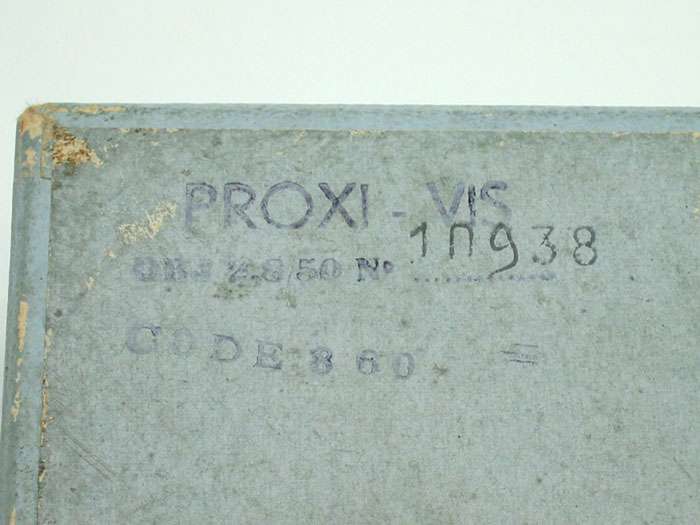 PROXI - VIS
OBJ 2,8/50 Nº 10938
CODE 860